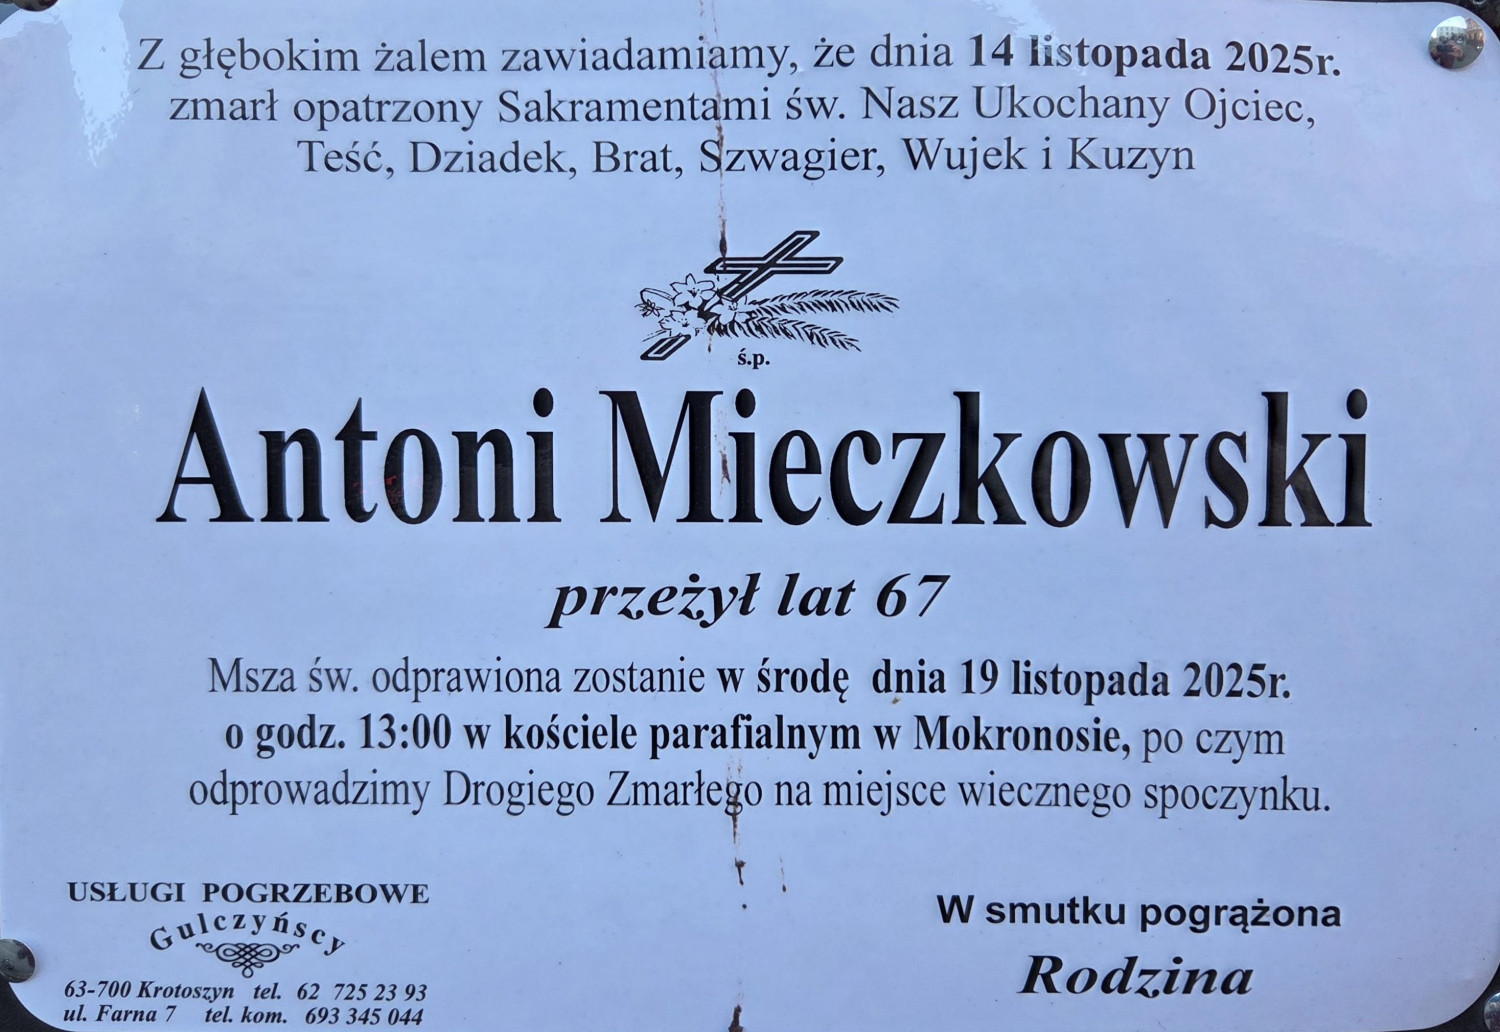 Z głębokim żalem zawiadamiamy, że dnia 14 listopada 2025r.
zmarł opatrzony Sakramentami św. Nasz Ukochany Ojciec,
Teść, Dziadek, Brat, Szwagier, Wujek i Kuzyn
ś.p.
Antoni Mieczkowski
przeżył lat 67
Msza św. odprawiona zostanie w środę dnia 19 listopada 2025r.
o godz. 13:00 w kościele parafialnym w Mokronosie, po czym
odprowadzimy Drogiego Zmarłego na miejsce wiecznego spoczynku.
USŁUGI POGRZEBOWE
Gulczyńscy
63-700 Krotoszyn tel. 62 725 23 93
ul. Farna 7 tel. kom. 693 345 044
W smutku pogrążona
Rodzina